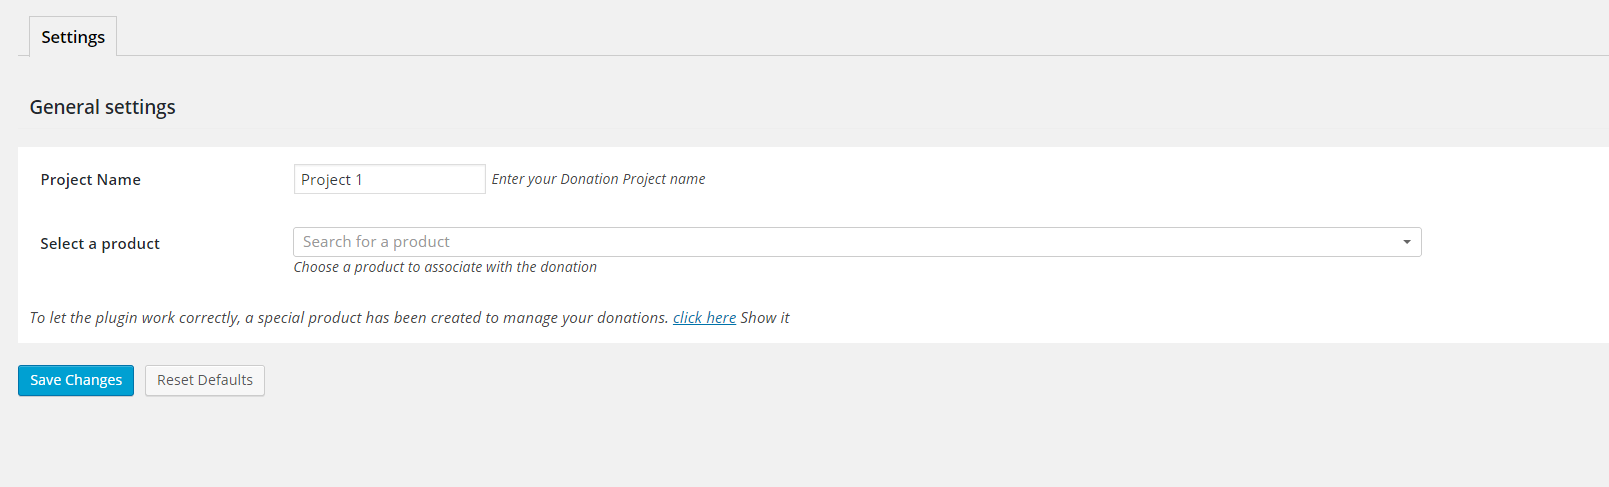 Settings
General settings
Project Name
Project 1
Enter your Donation Project name
Select a product
Search for a product
Choose a product to associate with the donation
To let the plugin work correctly, a special product has been created to manage your donations. click here Show it
Save Changes
Reset Defaults